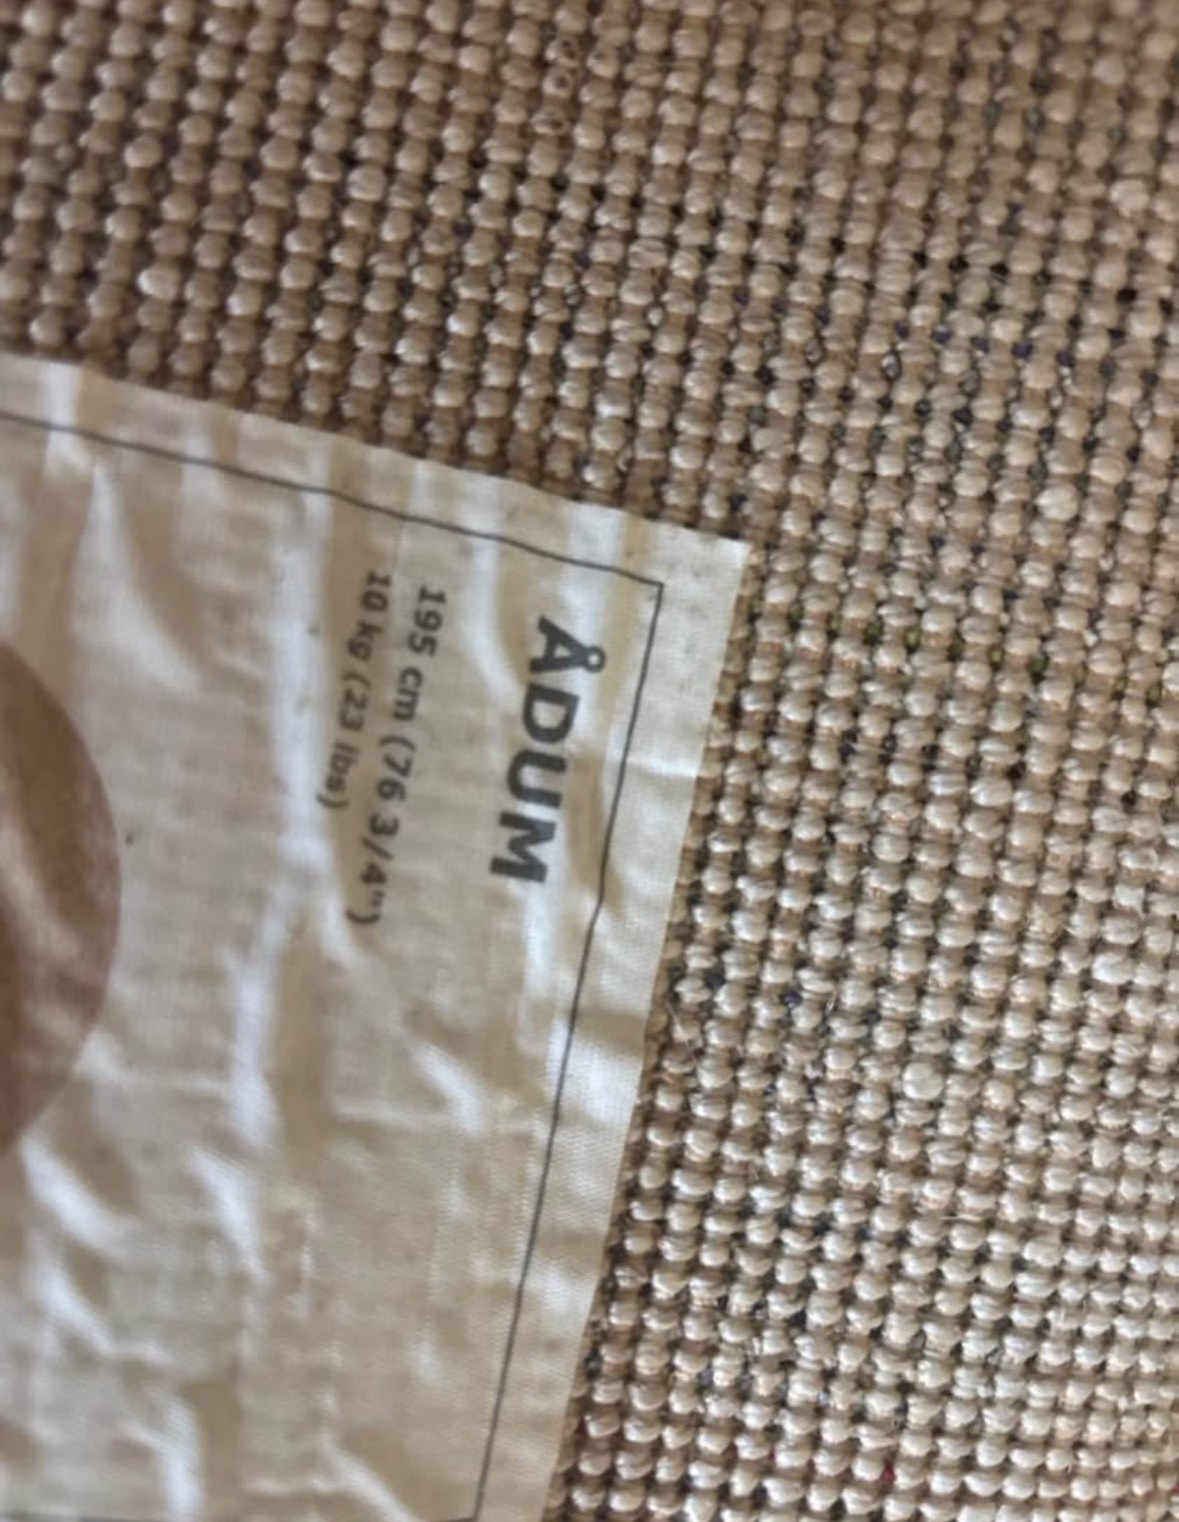 ÅDUM
195 cm (76 3/4")
10 kg (23 lbs)